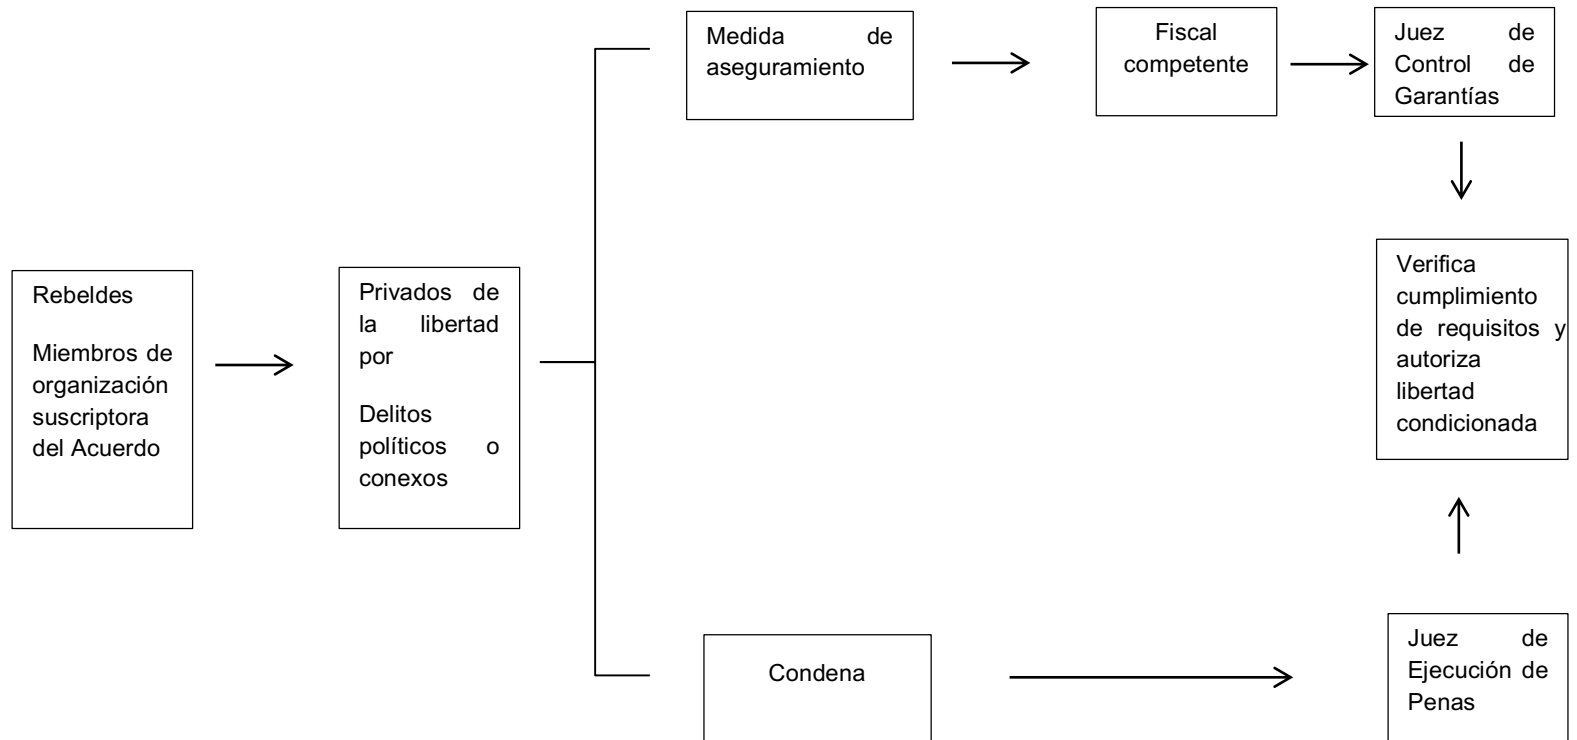 Medida de
aseguramiento
Fiscal
competente
Juez de
Control de
Garantías
Rebeldes
Miembros de
organización
suscriptora
del Acuerdo
Privados de
la libertad
por
Delitos
políticos o
conexos
Verifica
cumplimiento
de requisitos y
autoriza
libertad
condicionada
Condena
Juez de
Ejecución de
Penas